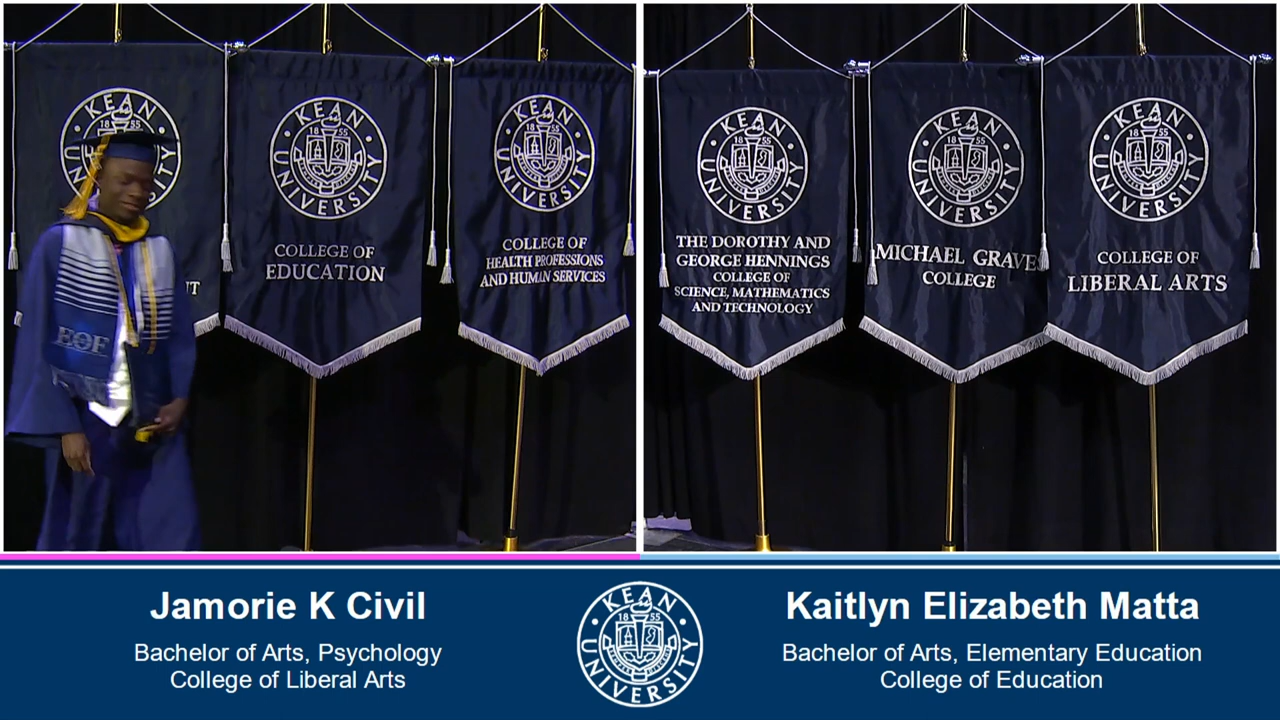 KEAN UNIVERSITY
1855
KEAN UNIVERSITY
1855
COLLEGE OF
EDUCATION
KEAN UNIVERSITY
1855
COLLEGE OF
HEALTH PROFESSIONS
AND HUMAN SERVICES
EOF
KEAN UNIVERSITY
1855
THE DOROTHY AND
GEORGE HENNINGS
COLLEGE OF
SCIENCE, MATHEMATICS
AND TECHNOLOGY
KEAN UNIVERSITY
1855
MICHAEL GRAVES
COLLEGE
KEAN UNIVERSITY
1855
COLLEGE OF
LIBERAL ARTS
Jamorie K Civil
Bachelor of Arts, Psychology
College of Liberal Arts
KEAN UNIVERSITY
1855
Kaitlyn Elizabeth Matta
Bachelor of Arts, Elementary Education
College of Education